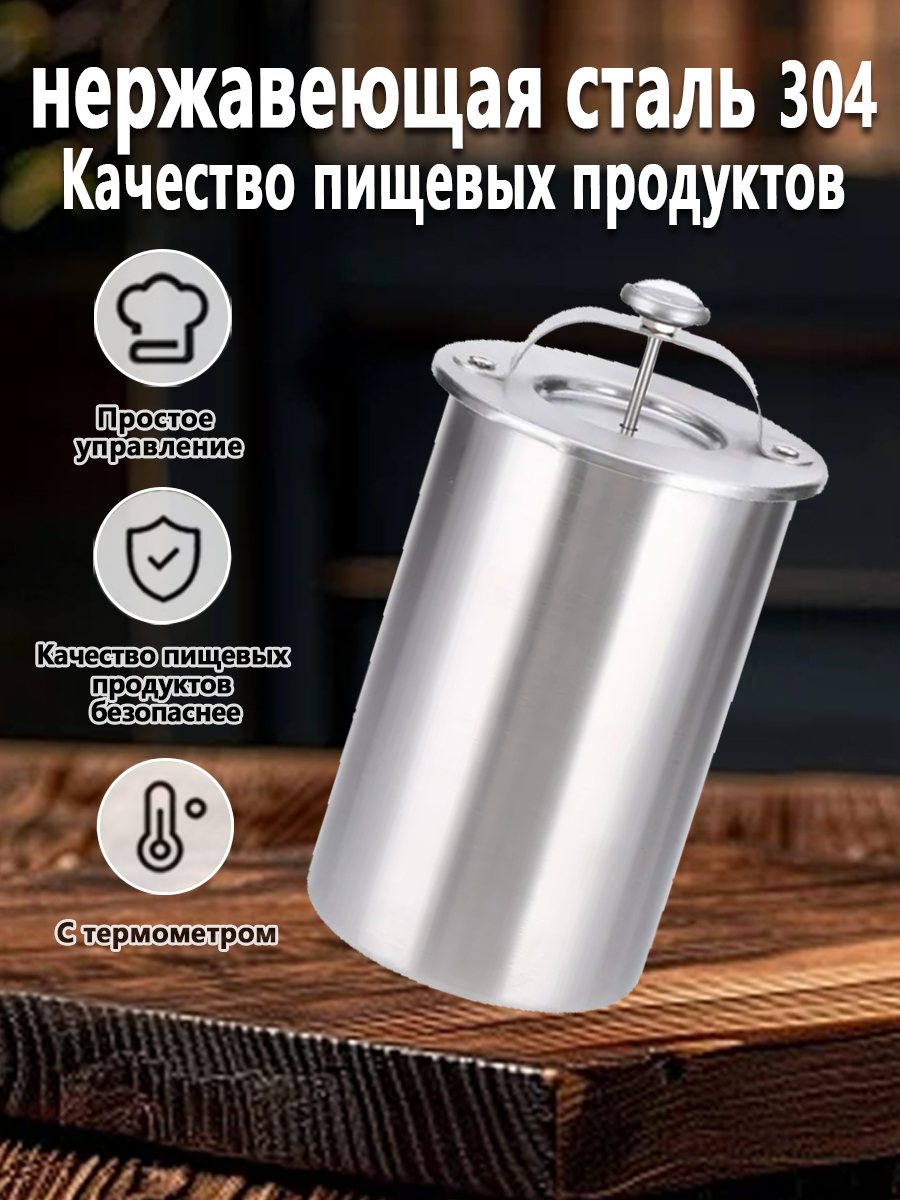 нержавеющая сталь 304
Качество пищевых продуктов
Простое
управление
Качество пищевых
продуктов
безопаснее
С термометром